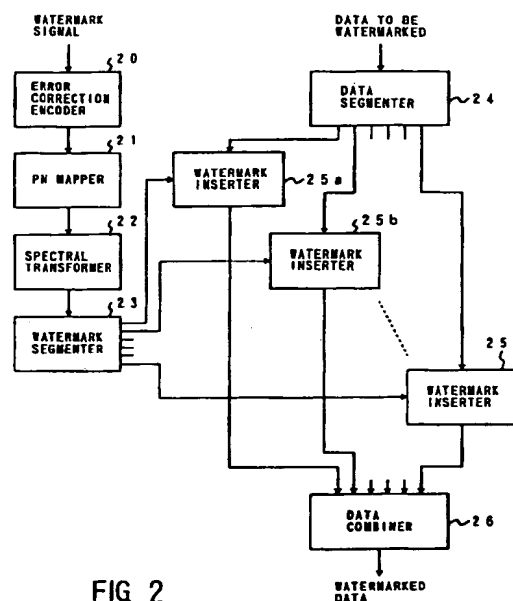 WATERMARK
SIGNAL
DATA TO BE
WATERMARKED
20
ERROR
CORRECTION
ENCODER
DATA
SEGMENTER
24
21
PN MAPPER
WATERMARK
INSERTER
25a
22
SPECTRAL
TRANSFORMER
25b
WATERMARK
INSERTER
23
WATERMARK
SEGMENTER
25
WATERMARK
INSERTER
DATA
COMBINER
26
FIG 2
WATERMARKED
DATA